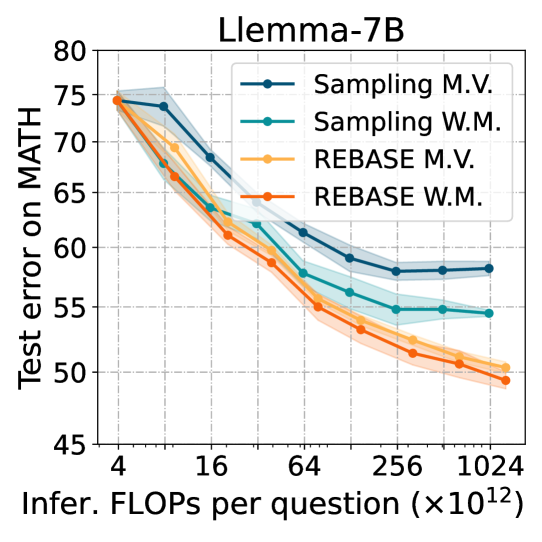 Llemma-7B
Sampling M.V.
Sampling W.M.
REBASE M.V.
REBASE W.M.
Test error on MATH
80
75
70
65
60
55
50
45
4 16 64 256 1024
Infer. FLOPs per question (×10¹²)